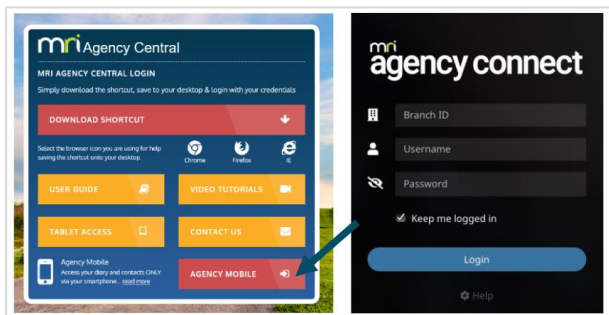 mri Agency Central
MRI AGENCY CENTRAL LOGIN
Simply download the shortcut, save to your desktop & login with your credentials
DOWNLOAD SHORTCUT
Select the browser icon you are using for help
saving the shortcut onto your desktop.
Chrome
Firefox
IE
USER GUIDE
VIDEO TUTORIALS
TABLET ACCESS
CONTACT US
Agency Mobile
Access your diary and contacts ONLY
via your smartphone... read more
AGENCY MOBILE
mri
agency connect
Branch ID
Username
Password
Keep me logged in
Login
Help